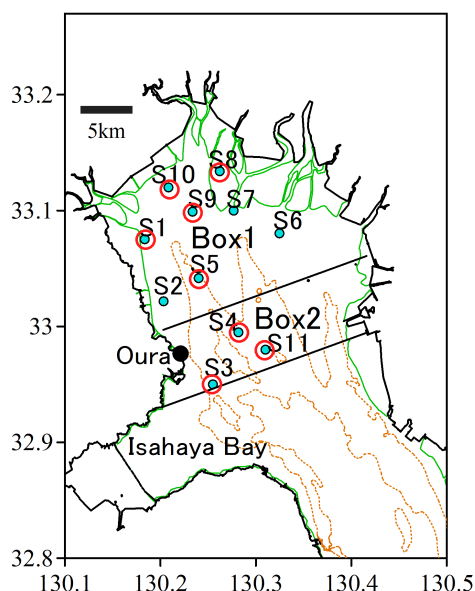 33.2
5km
S8
S10
S9
S7
33.1
S1
S6
Box1
S5
S2
33
S4
Box2
S11
Oura
S3
32.9
Isahaya Bay
32.8
130.1 130.2 130.3 130.4 130.5